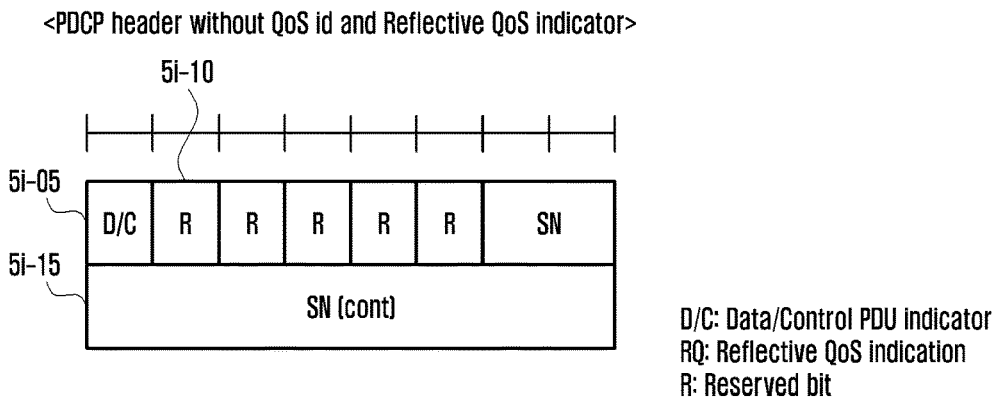 <PDCP header without QoS id and Reflective QoS indicator>
5i-10
5i-05
D/C R R R R R SN
5i-15
SN (cont)
D/C: Data/Control PDU indicator
RQ: Reflective QoS indication
R: Reserved bit